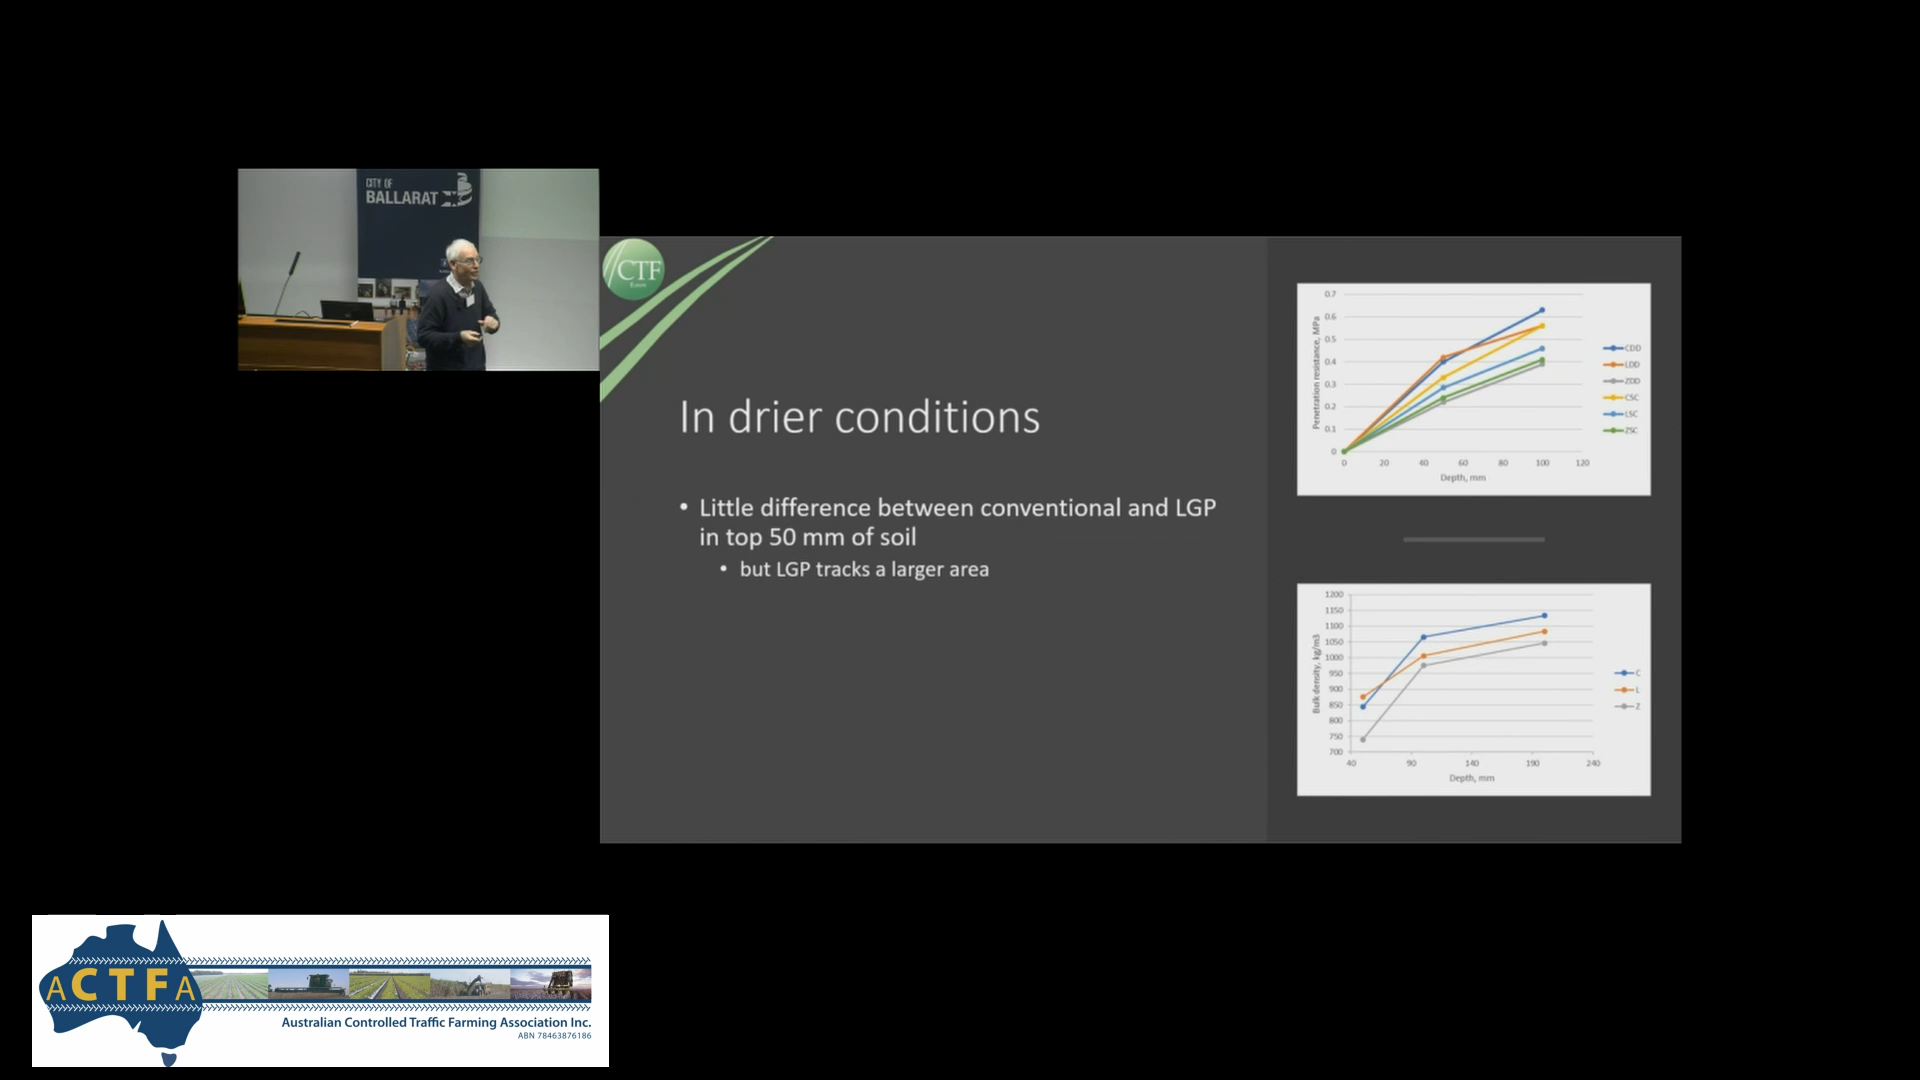 CITY OF
BALLARAT
CTF
Europe
In drier conditions
• Little difference between conventional and LGP
in top 50 mm of soil
• but LGP tracks a larger area
Penetration resistance, MPa
0.7
0.6
0.5
0.4
0.3
0.2
0.1
0
0 20 40 60 80 100 120
Depth, mm
CDD
LDD
ZDD
CSC
LSC
ZSC
Bulk density, kg/m3
1200
1150
1100
1050
1000
950
900
850
800
750
700
40 90 140 190 240
Depth, mm
C
L
Z
ACTFA
Australian Controlled Traffic Farming Association Inc.
ABN 78463876186